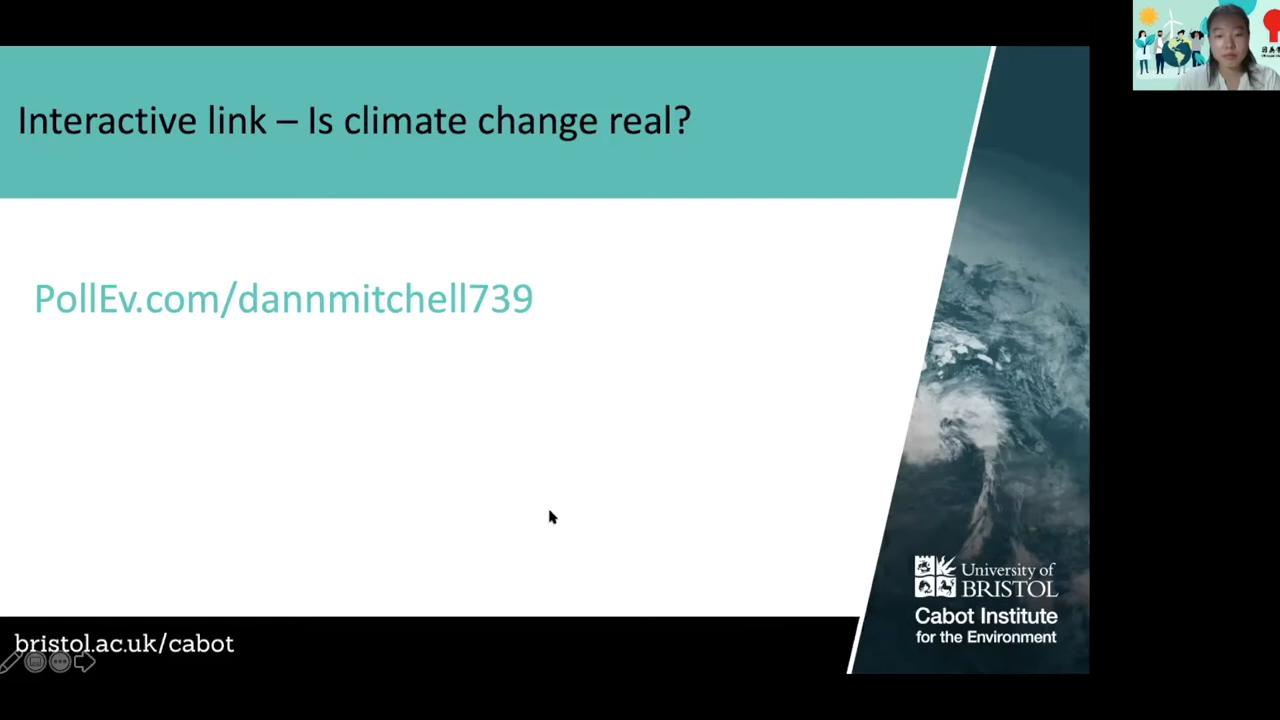 Interactive link – Is climate change real?
PollEv.com/dannmitchell739
University of
BRISTOL
Cabot Institute
for the Environment
bristol.ac.uk/cabot